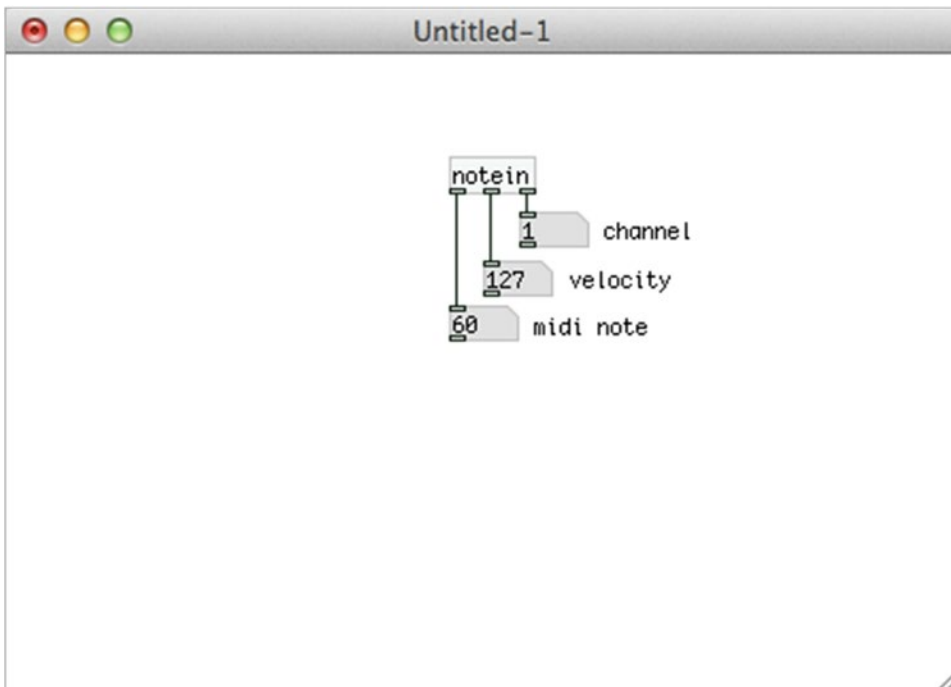 Untitled-1
notein
1 channel
127 velocity
60 midi note